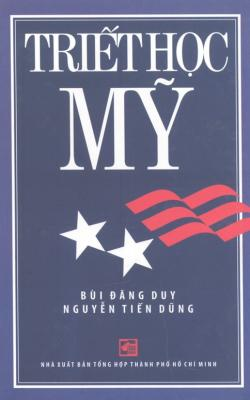 TRIẾT HỌC
MỸ
BÙI ĐĂNG DUY
NGUYỄN TIẾN DŨNG
NHÀ XUẤT BẢN TỔNG HỢP THÀNH PHỐ HỒ CHÍ MINH